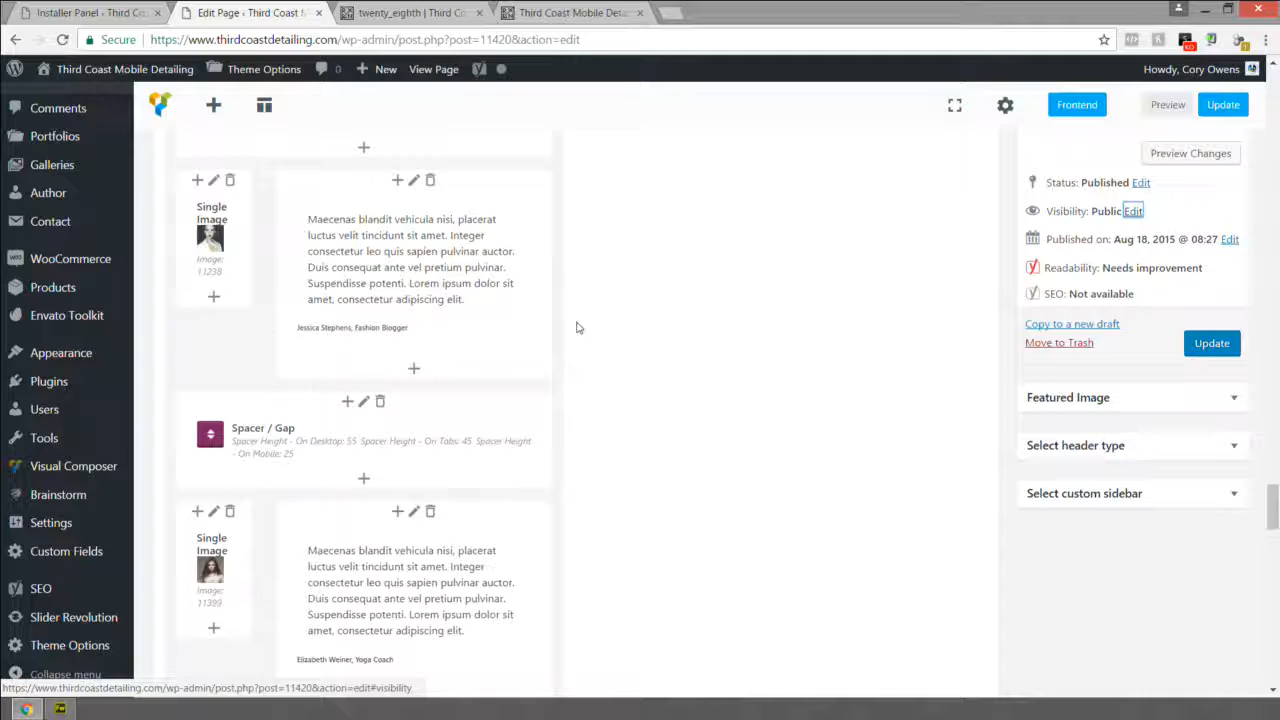 Installer Panel ‹ Third Co
Edit Page ‹ Third Coast M
twenty_eighth | Third Co
Third Coast Mobile Deta
Secure
https://www.thirdcoastdetailing.com/wp-admin/post.php?post=11420&action=edit
Third Coast Mobile Detailing
Theme Options
0
New
View Page
Howdy, Cory Owens
Comments
Portfolios
Galleries
Author
Contact
WooCommerce
Products
Envato Toolkit
Appearance
Plugins
Users
Tools
Visual Composer
Brainstorm
Settings
Custom Fields
SEO
Slider Revolution
Theme Options
Collapse menu
Frontend
Preview
Update
Single
Image
Image:
11238
Maecenas blandit vehicula nisi, placerat
luctus velit tincidunt sit amet. Integer
consectetur leo quis sapien pulvinar auctor.
Duis consequat ante vel pretium pulvinar.
Suspendisse potenti. Lorem ipsum dolor sit
amet, consectetur adipiscing elit.
Jessica Stephens, Fashion Blogger
Spacer / Gap
Spacer Height - On Desktop: 55 Spacer Height - On Tabs: 45 Spacer Height
- On Mobile: 25
Single
Image
Image:
11399
Maecenas blandit vehicula nisi, placerat
luctus velit tincidunt sit amet. Integer
consectetur leo quis sapien pulvinar auctor.
Duis consequat ante vel pretium pulvinar.
Suspendisse potenti. Lorem ipsum dolor sit
amet, consectetur adipiscing elit.
Elizabeth Weiner, Yoga Coach
Preview Changes
Status: Published Edit
Visibility: Public Edit
Published on: Aug 18, 2015 @ 08:27 Edit
Readability: Needs improvement
SEO: Not available
Copy to a new draft
Move to Trash
Update
Featured Image
Select header type
Select custom sidebar
https://www.thirdcoastdetailing.com/wp-admin/post.php?post=11420&action=edit#visibility